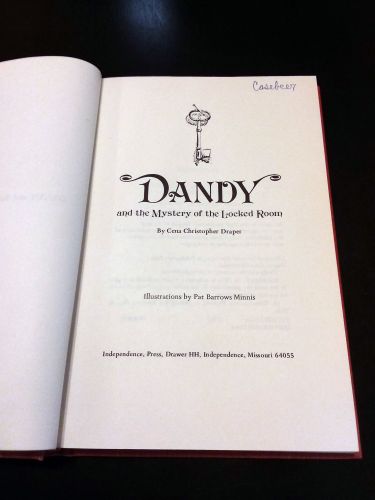 Casebeer
DANDY
and the Mystery of the Locked Room
By Cena Christopher Draper
Illustrations by Pat Barrows Minnis
Independence, Press, Drawer HH, Independence, Missouri 64055